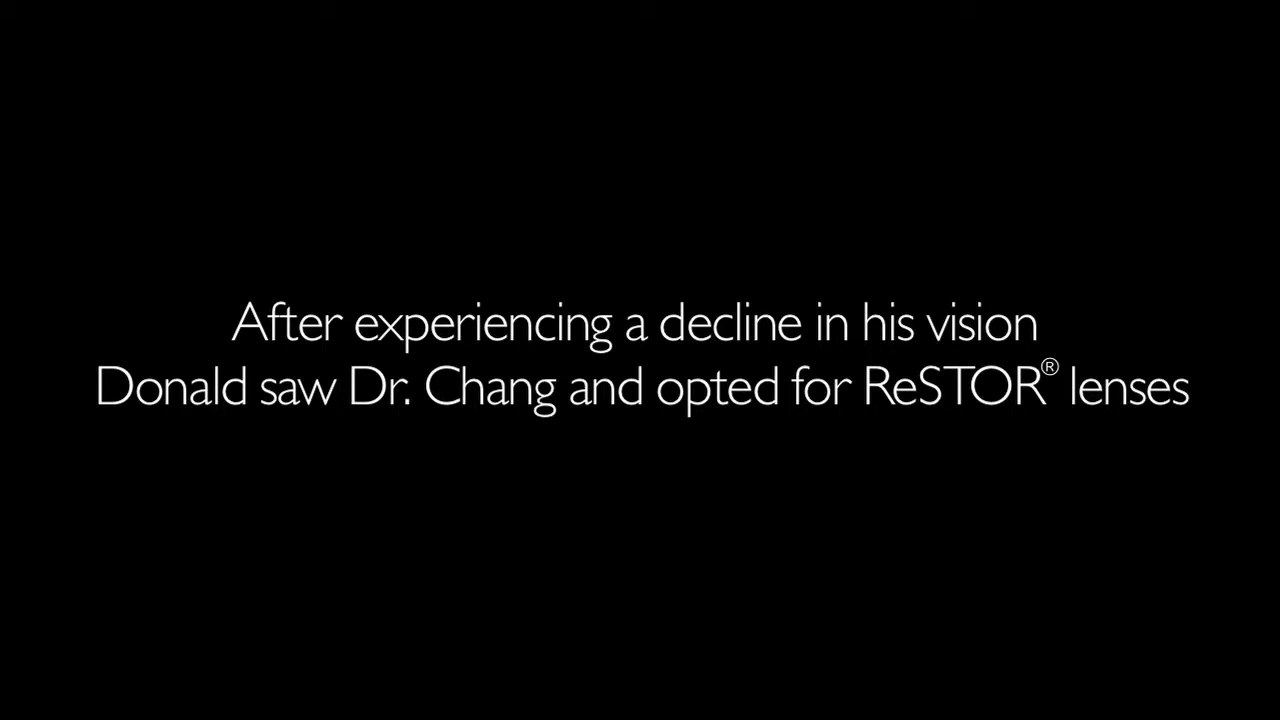 After experiencing a decline in his vision
Donald saw Dr. Chang and opted for ReSTOR® lenses